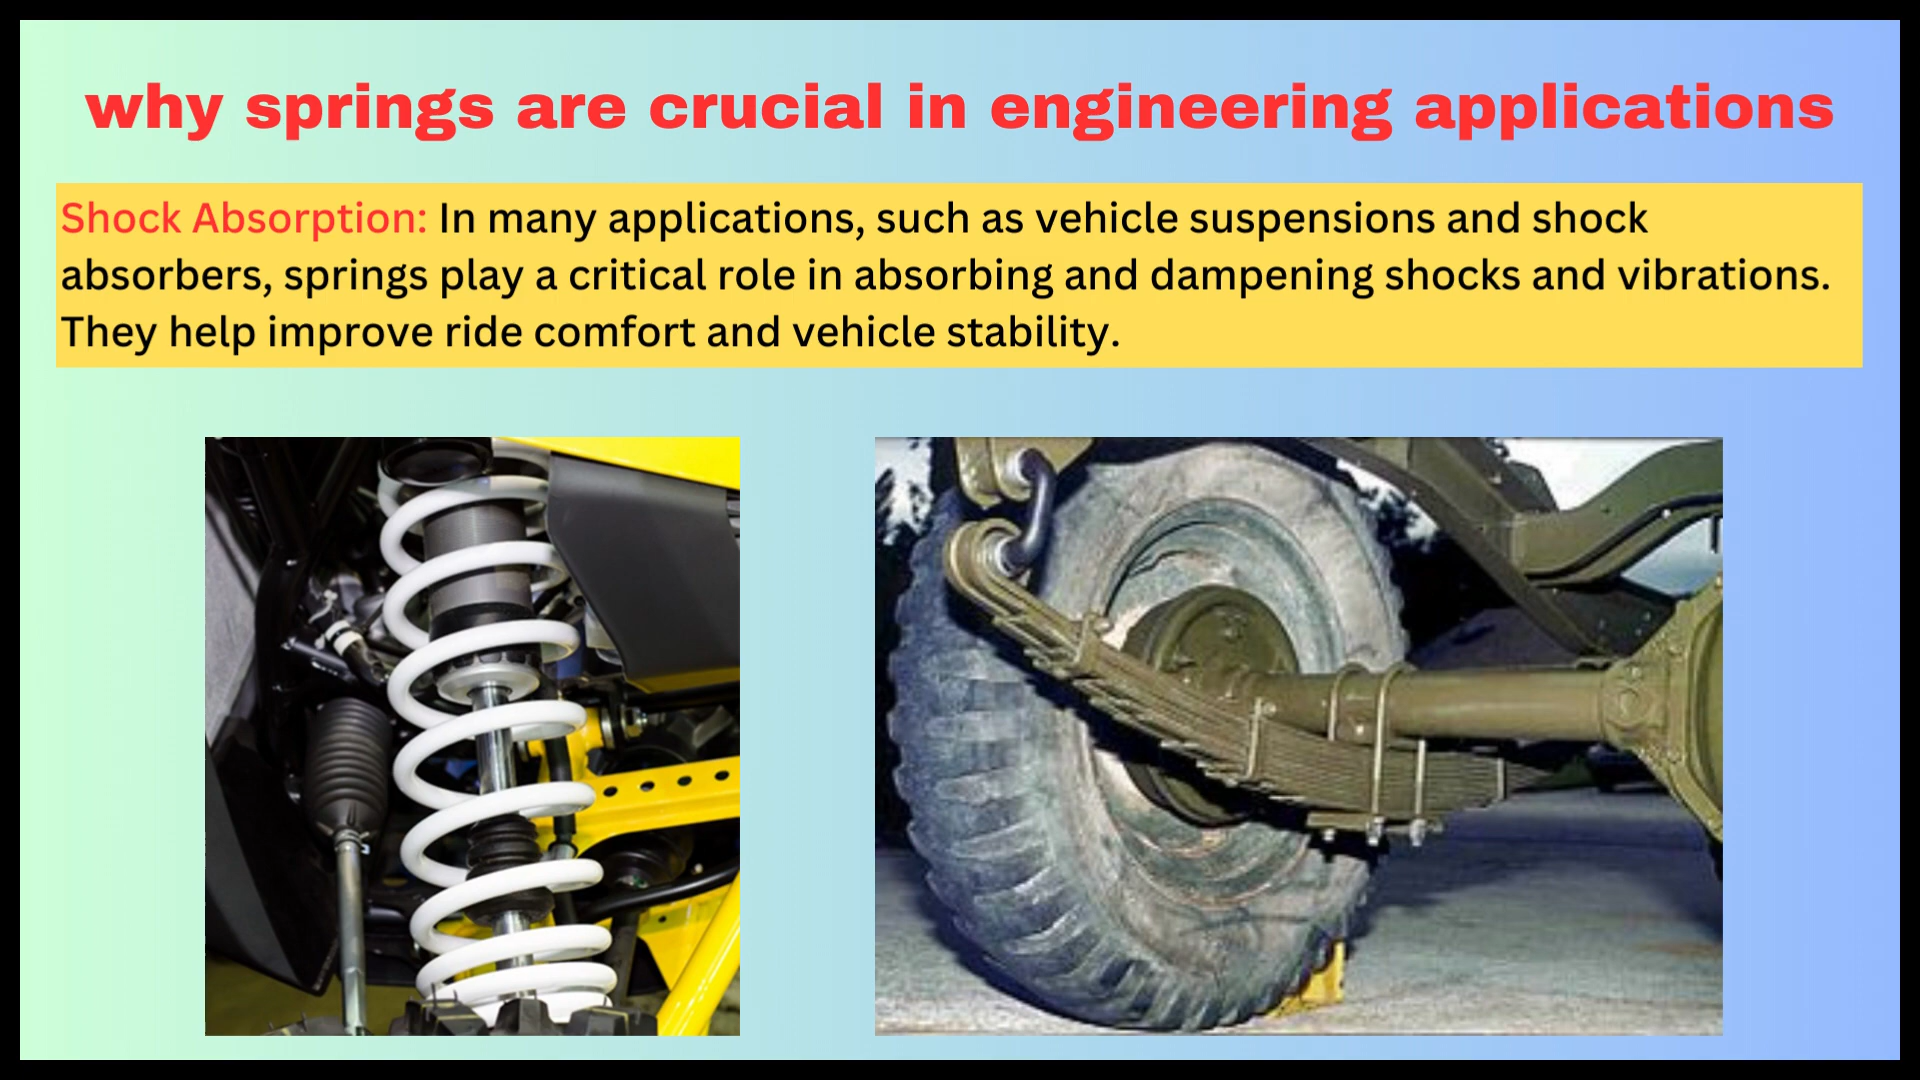 why springs are crucial in engineering applications
Shock Absorption: In many applications, such as vehicle suspensions and shock
absorbers, springs play a critical role in absorbing and dampening shocks and vibrations.
They help improve ride comfort and vehicle stability.